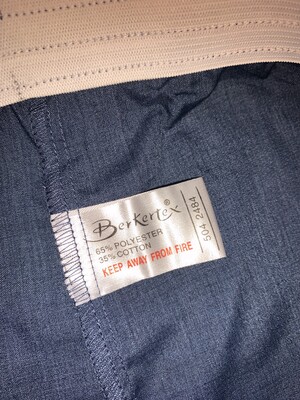 Berkertex®
65% POLYESTER
35% COTTON
KEEP AWAY FROM FIRE
504 2484